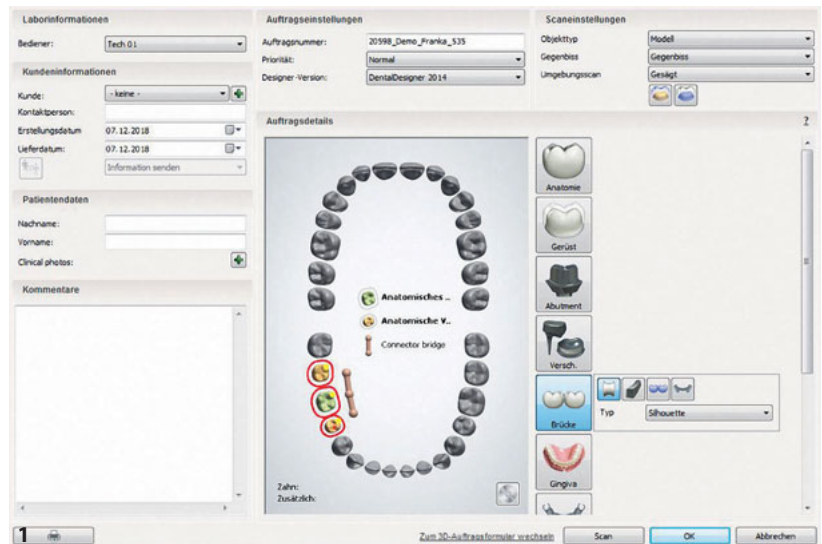 Laborinformationen
Bediener:
Tech 01
Kundeninformationen
Kunde:
- keine -
Kontaktperson:
Erstellungsdatum
07.12.2018
Lieferdatum:
07.12.2018
Information senden
Patientendaten
Nachname:
Vorname:
Clinical photos:
Kommentare
Auftragseinstellungen
Auftragsnummer:
20598_Demo_Franka_535
Priorität:
Normal
Designer-Version:
DentalDesigner 2014
Scaneinstellungen
Objekttyp
Modell
Gegenbiss
Gegenbiss
Umgebungsscan
Gesägt
Auftragsdetails
?
Anatomisches ..
Anatomische V..
Connector bridge
Zahn:
Zusätzlich:
Anatomie
Gerüst
Abutment
Versch.
Brücke
Typ
Silhouette
Gingiva
1
Zum 3D-Auftragsformular wechseln
Scan
OK
Abbrechen